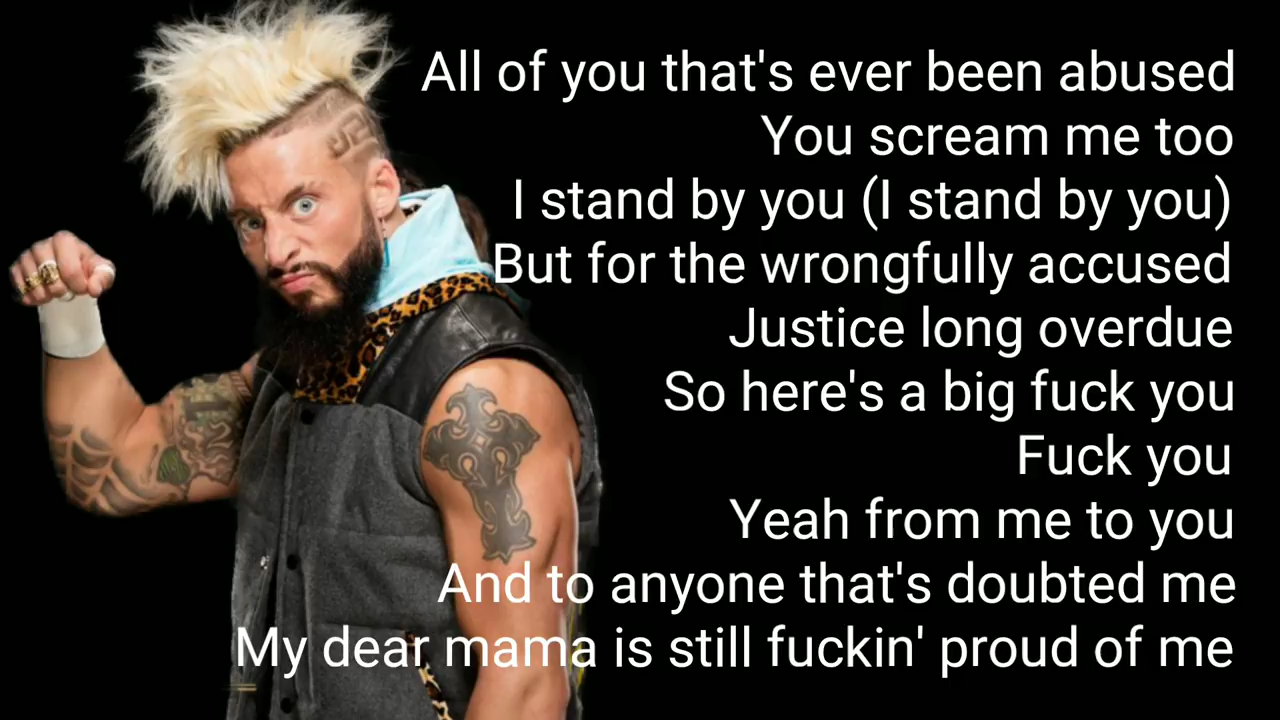 All of you that's ever been abused
You scream me too
I stand by you (I stand by you)
But for the wrongfully accused
Justice long overdue
So here's a big fuck you
Fuck you
Yeah from me to you
And to anyone that's doubted me
My dear mama is still fuckin' proud of me